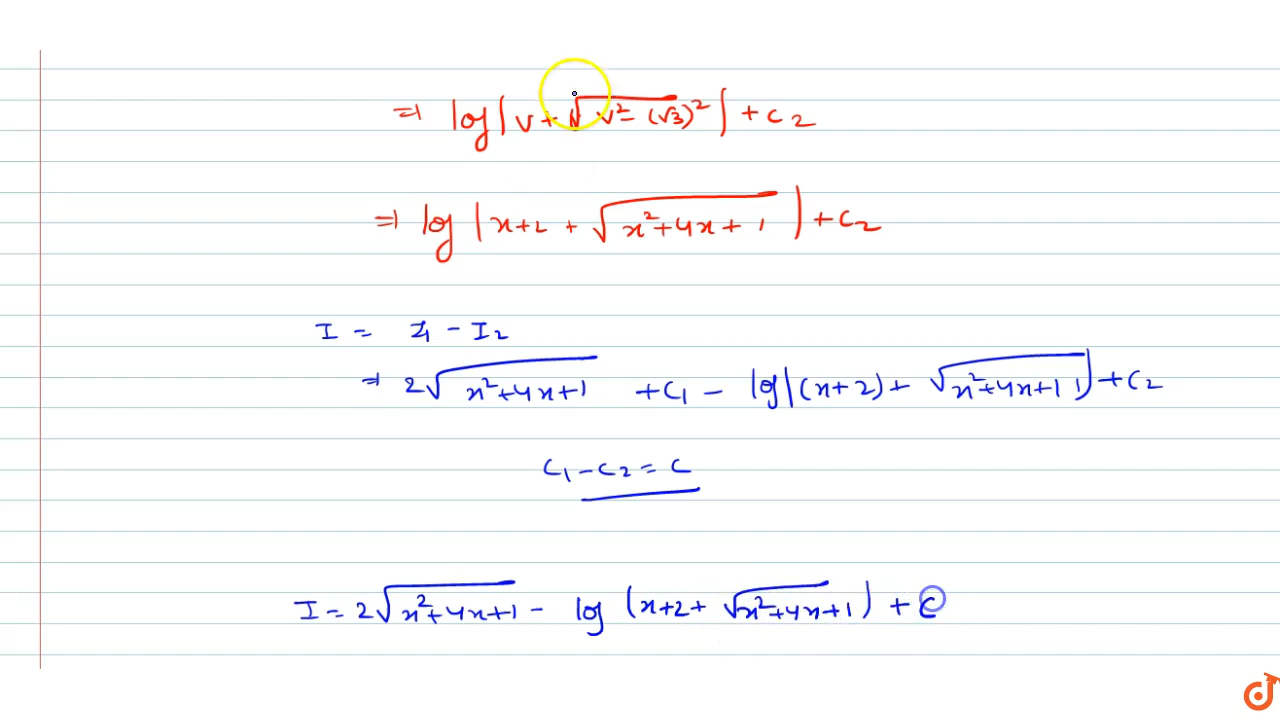 ⇒ log|v + √(v² - (√3)²)| + c₂
⇒ log|x+2 + √(x²+4x+1)| + c₂
I = I₁ - I₂
⇒ 2√(x²+4x+1) + c₁ - log|(x+2) + √(x²+4x+1)| + c₂
c₁ - c₂ = c
I = 2√(x²+4x+1) - log(x+2+ √(x²+4x+1)) + c